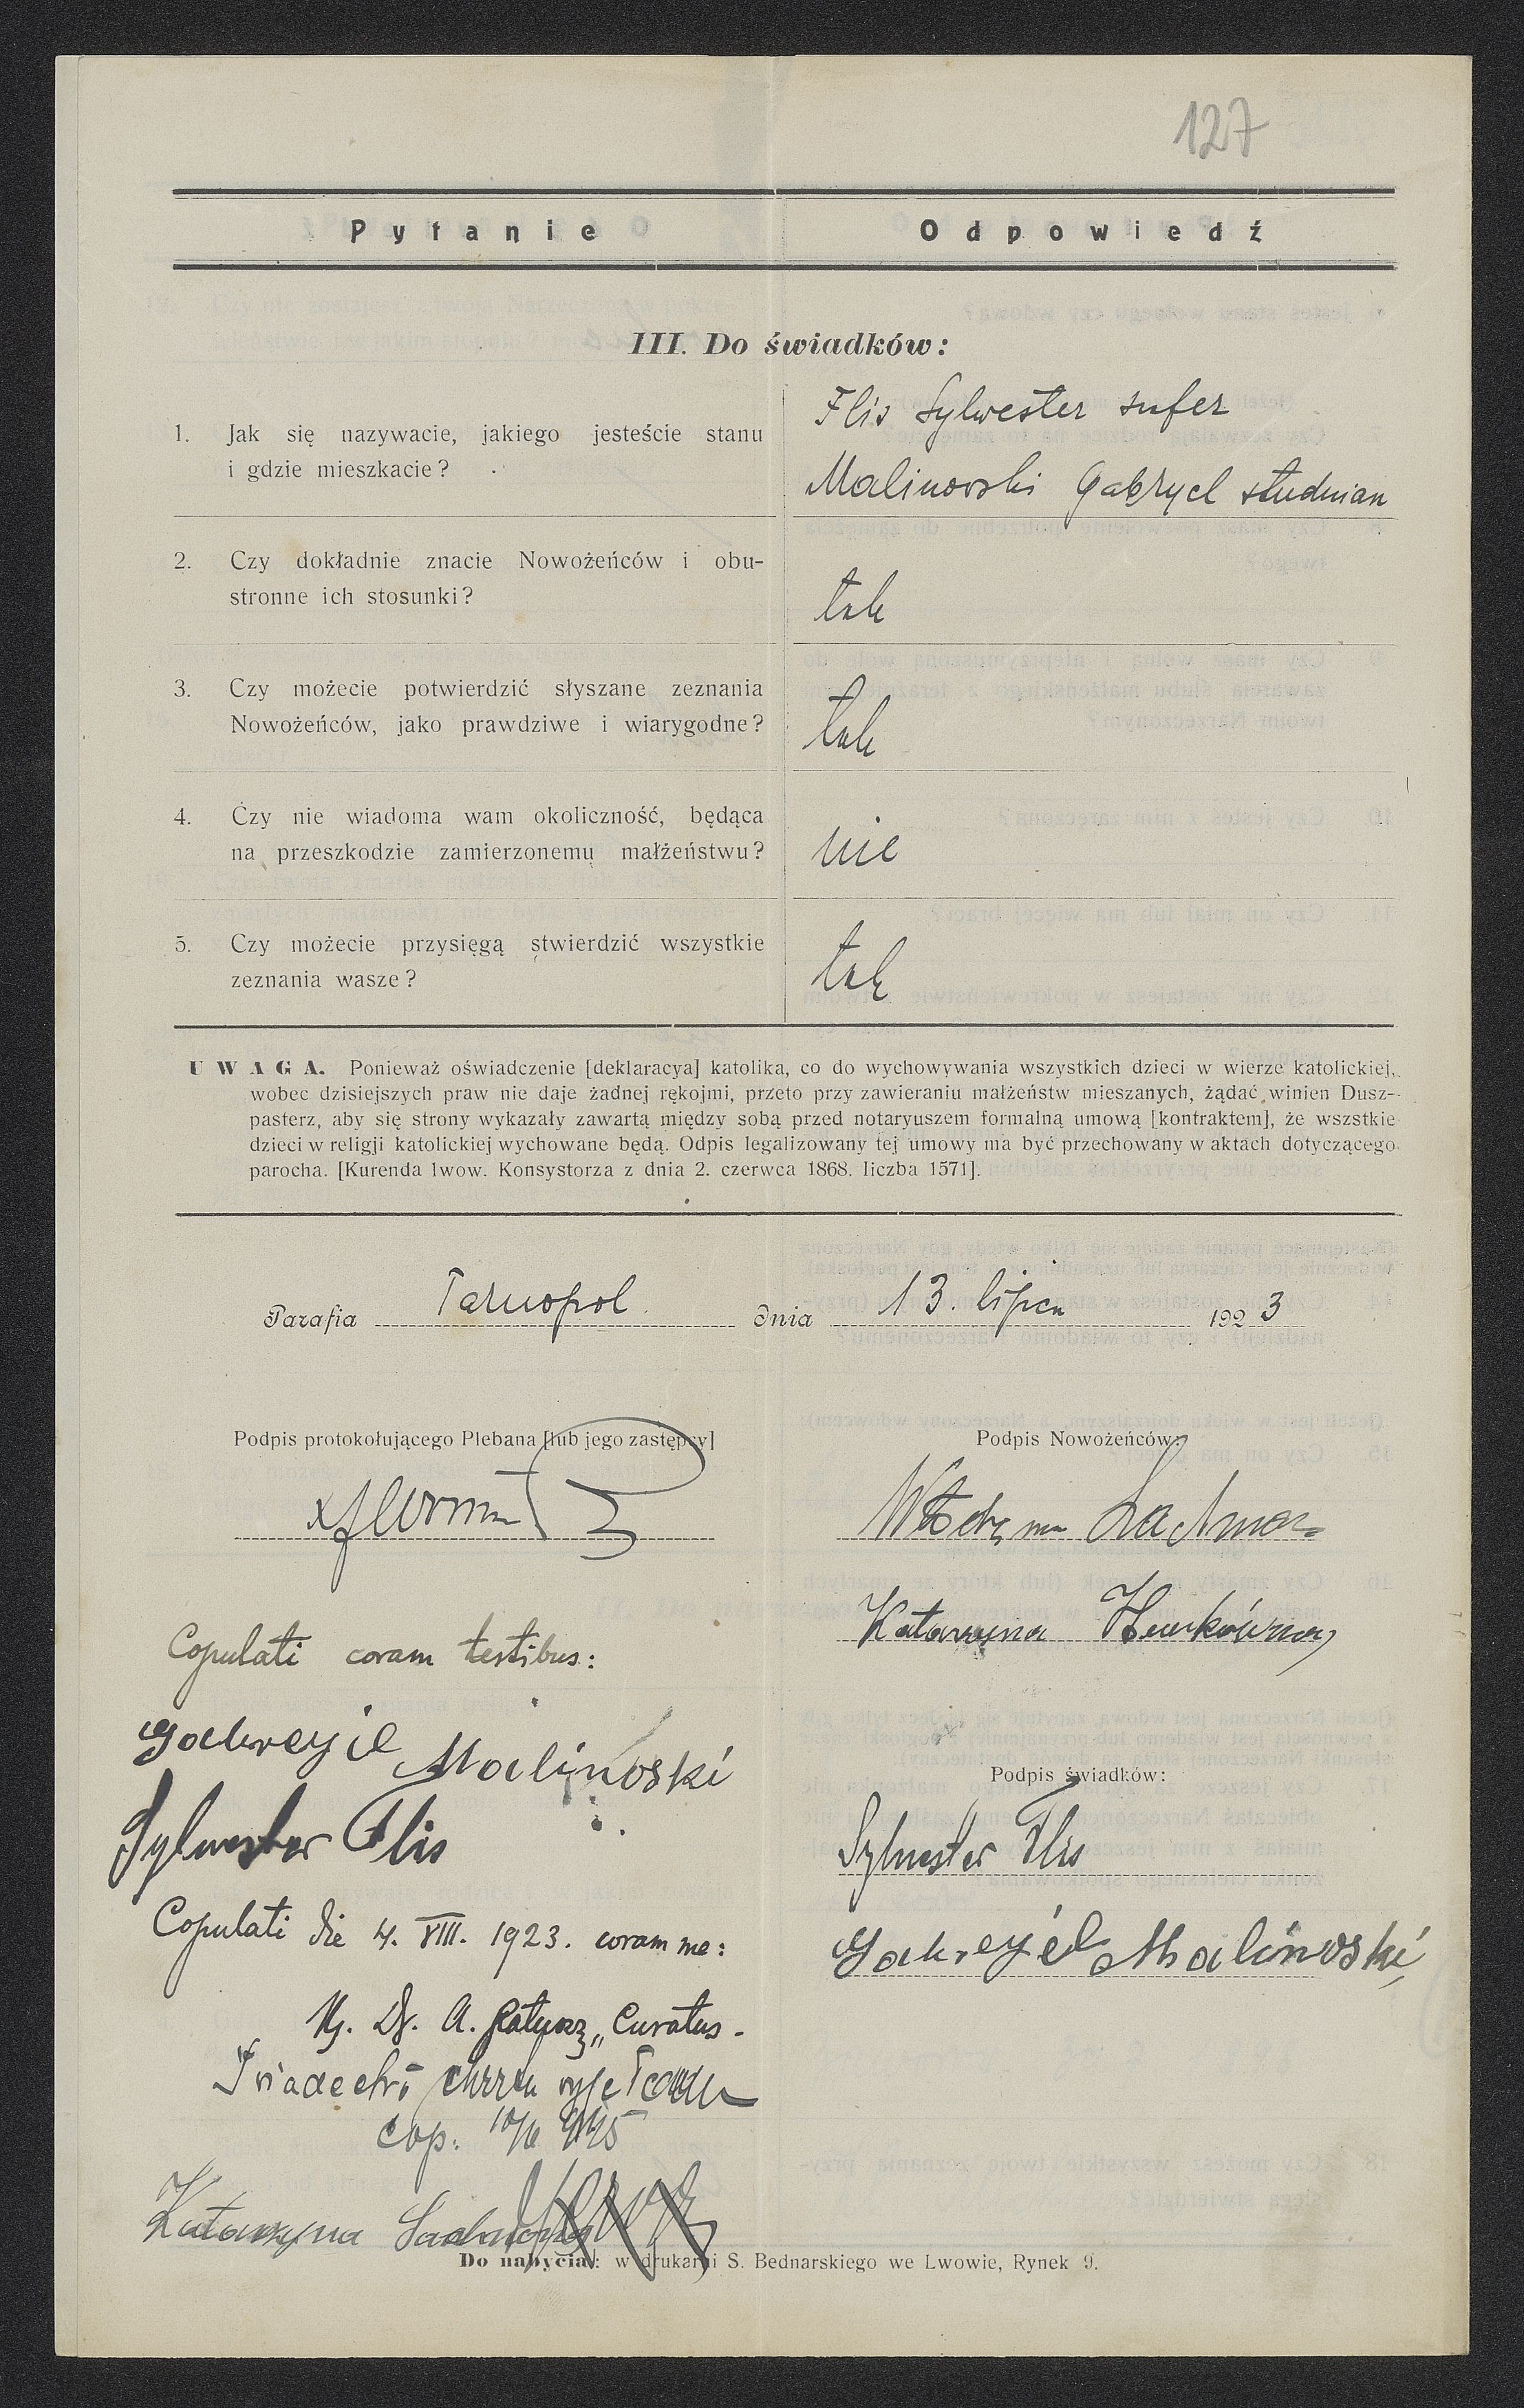 127
Pytanie Odpowiedź
III. Do świadków:
1. Jak się nazywacie, jakiego jesteście stanu
i gdzie mieszkacie?
Flis Sylwester szofer
Malinowski Gabryel studnian
2. Czy dokładnie znacie Nowożeńców i obu-
stronne ich stosunki?
tak
3. Czy możecie potwierdzić słyszane zeznania
Nowożeńców, jako prawdziwe i wiarygodne?
tak
4. Czy nie wiadoma wam okoliczność, będąca
na przeszkodzie zamierzonemu małżeństwu?
nie
5. Czy możecie przysięgą stwierdzić wszystkie
zeznania wasze?
tak
UWAGA. Ponieważ oświadczenie [deklaracya] katolika, co do wychowywania wszystkich dzieci w wierze katolickiej,
wobec dzisiejszych praw nie daje żadnej rękojmi, przeto przy zawieraniu małżeństw mieszanych, żądać winien Dusz-
pasterz, aby się strony wykazały zawartą między sobą przed notaryuszem formalną umową [kontraktem], że wszstkie
dzieci w religji katolickiej wychowane będą. Odpis legalizowany tej umowy ma być przechowany w aktach dotyczącego
parocha. [Kurenda lwow. Konsystorza z dnia 2. czerwca 1868. liczba 1571].
Parafia Tarnopol dnia 13. lipca 1923
Podpis protokołującego Plebana [lub jego zastępcy]
Podpis Nowożeńców:
Katarzyna
Copulati coram testibus:
Gabreyil Malinoski
Sylwester Flis
Podpis świadków:
Sylwester Flis
Gabreyél Malinwski
Copulati die 4. VIII. 1923. coram me:
Dr. A. Curatus.
cop.
Katarzyna
Do nabycia: w drukarni S. Bednarskiego we Lwowie, Rynek 9.